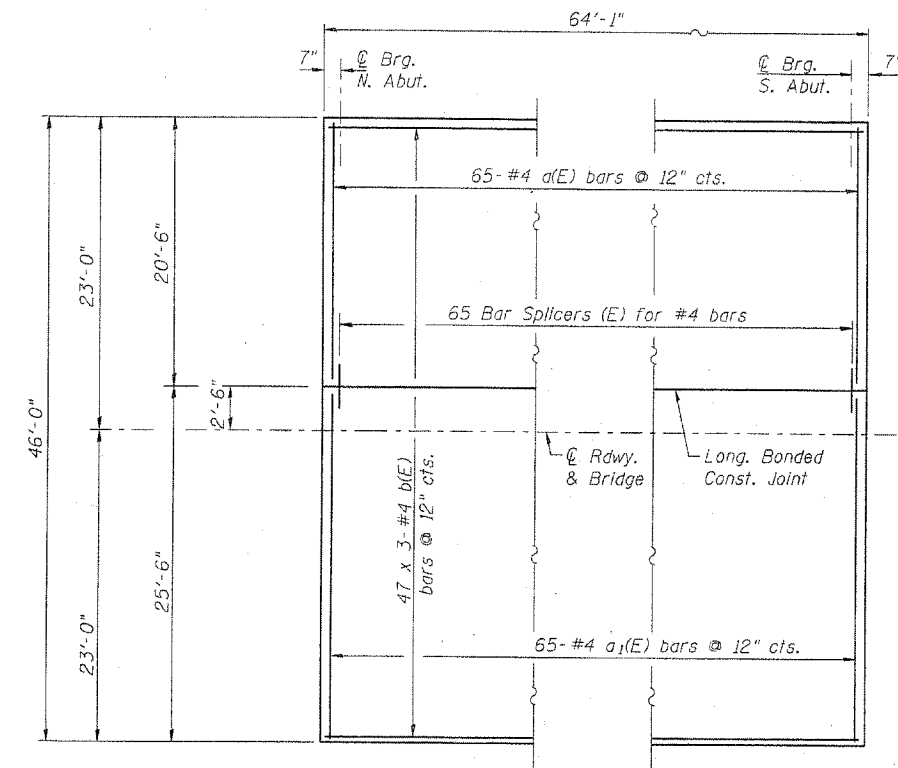 64'-1"
7"
℄ Brg.
N. Abut.
℄ Brg.
S. Abut.
7"
65-#4 a(E) bars @ 12" cts.
65 Bar Splicers (E) for #4 bars
46'-0"
23'-0"
20'-6"
2'-6"
23'-0"
25'-6"
47 x 3-#4 b(E)
bars @ 12" cts.
℄ Rdwy.
& Bridge
Long. Bonded
Const. Joint
65-#4 a₁(E) bars @ 12" cts.